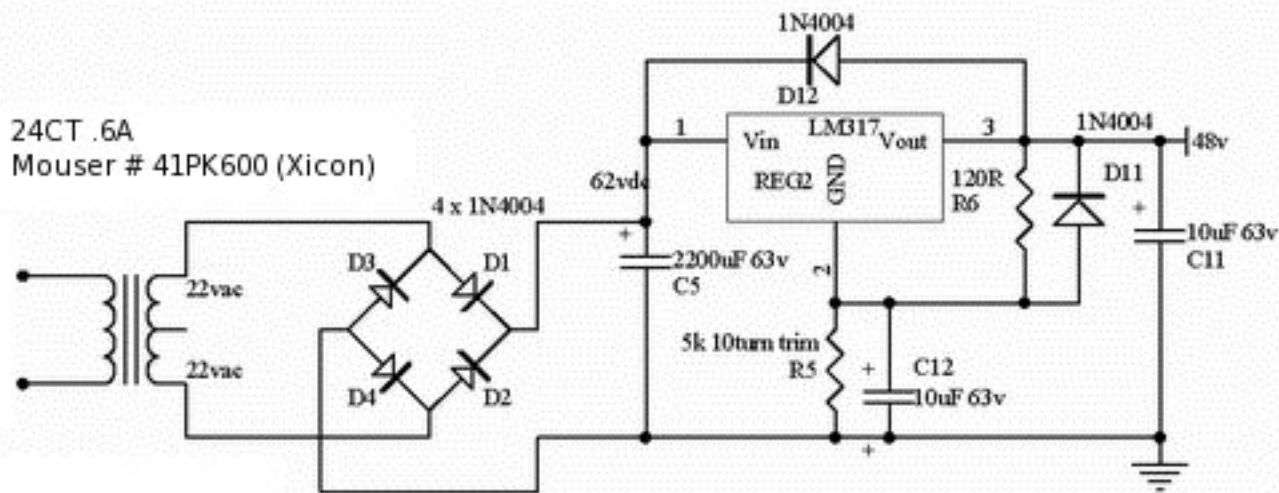 1N4004
D12
24CT .6A
Mouser # 41PK600 (Xicon)
1
Vin
LM317
Vout
3
REG2
GND
1N4004
48v
62vdc
120R
R6
D11
4 x 1N4004
+
2200uF 63v
C5
2
+
10uF 63v
C11
D3
D1
22vac
5k 10turn trim
R5
+
C12
10uF 63v
22vac
D4
D2
+